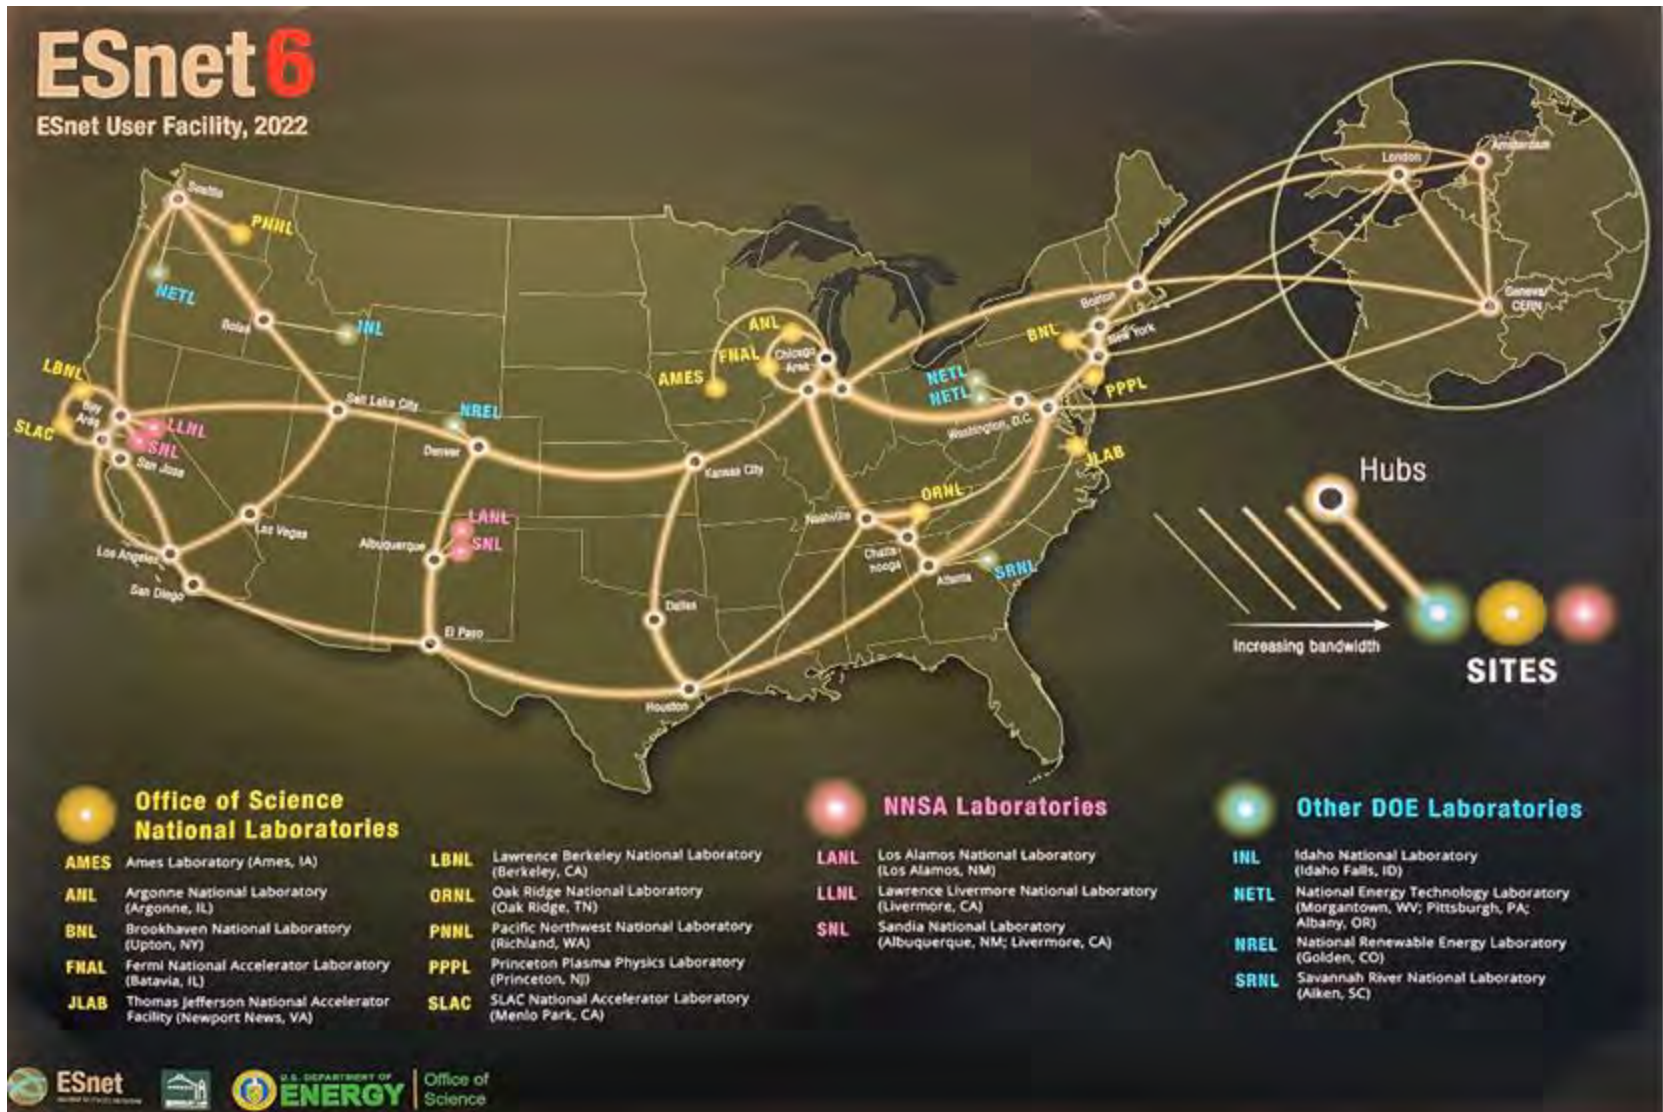 ESnet6
ESnet User Facility, 2022
Seattle
PNNL
NETL
Boise
INL
LBNL
Bay
Area
SLAC
LLNL
SNL
San Jose
Salt Lake City
NREL
Denver
Las Vegas
Los Angeles
San Diego
LANL
SNL
Albuquerque
El Paso
Kansas City
Dallas
Houston
ANL
FNAL
Chicago
Area
AMES
Nashville
ORNL
Chatta
nooga
Atlanta
SRNL
NETL
NETL
Washington, D.C.
JLAB
PPPL
BNL
New York
Boston
London
Amsterdam
Geneva/
CERN
Hubs
Increasing bandwidth
SITES
Office of Science
National Laboratories
AMES Ames Laboratory (Ames, IA)
ANL Argonne National Laboratory
(Argonne, IL)
BNL Brookhaven National Laboratory
(Upton, NY)
FNAL Fermi National Accelerator Laboratory
(Batavia, IL)
JLAB Thomas Jefferson National Accelerator
Facility (Newport News, VA)
LBNL Lawrence Berkeley National Laboratory
(Berkeley, CA)
ORNL Oak Ridge National Laboratory
(Oak Ridge, TN)
PNNL Pacific Northwest National Laboratory
(Richland, WA)
PPPL Princeton Plasma Physics Laboratory
(Princeton, NJ)
SLAC SLAC National Accelerator Laboratory
(Menlo Park, CA)
NNSA Laboratories
LANL Los Alamos National Laboratory
(Los Alamos, NM)
LLNL Lawrence Livermore National Laboratory
(Livermore, CA)
SNL Sandia National Laboratory
(Albuquerque, NM; Livermore, CA)
Other DOE Laboratories
INL Idaho National Laboratory
(Idaho Falls, ID)
NETL National Energy Technology Laboratory
(Morgantown, WV; Pittsburgh, PA;
Albany, OR)
NREL National Renewable Energy Laboratory
(Golden, CO)
SRNL Savannah River National Laboratory
(Aiken, SC)
ESnet
U.S. DEPARTMENT OF
ENERGY
Office of
Science